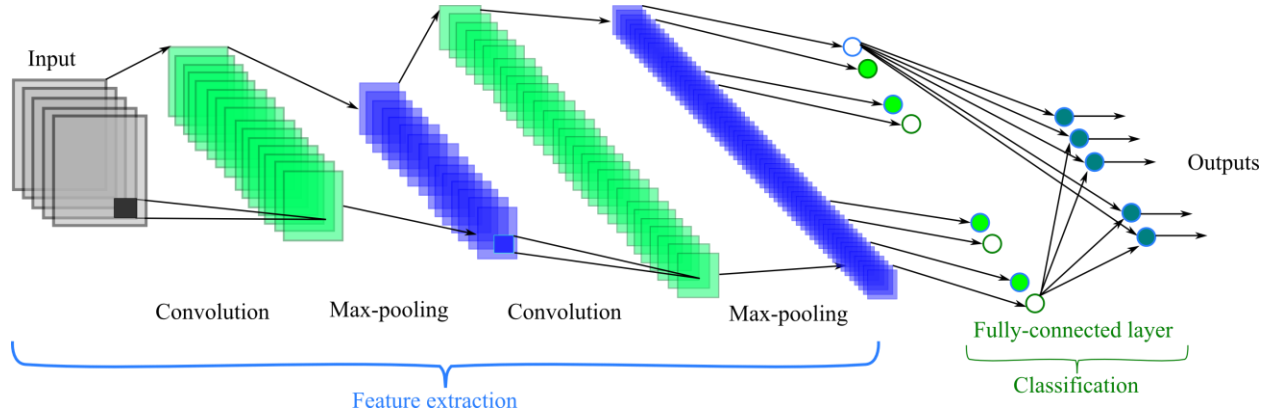 Input
Outputs
Convolution
Max-pooling
Convolution
Max-pooling
Fully-connected layer
Classification
Feature extraction